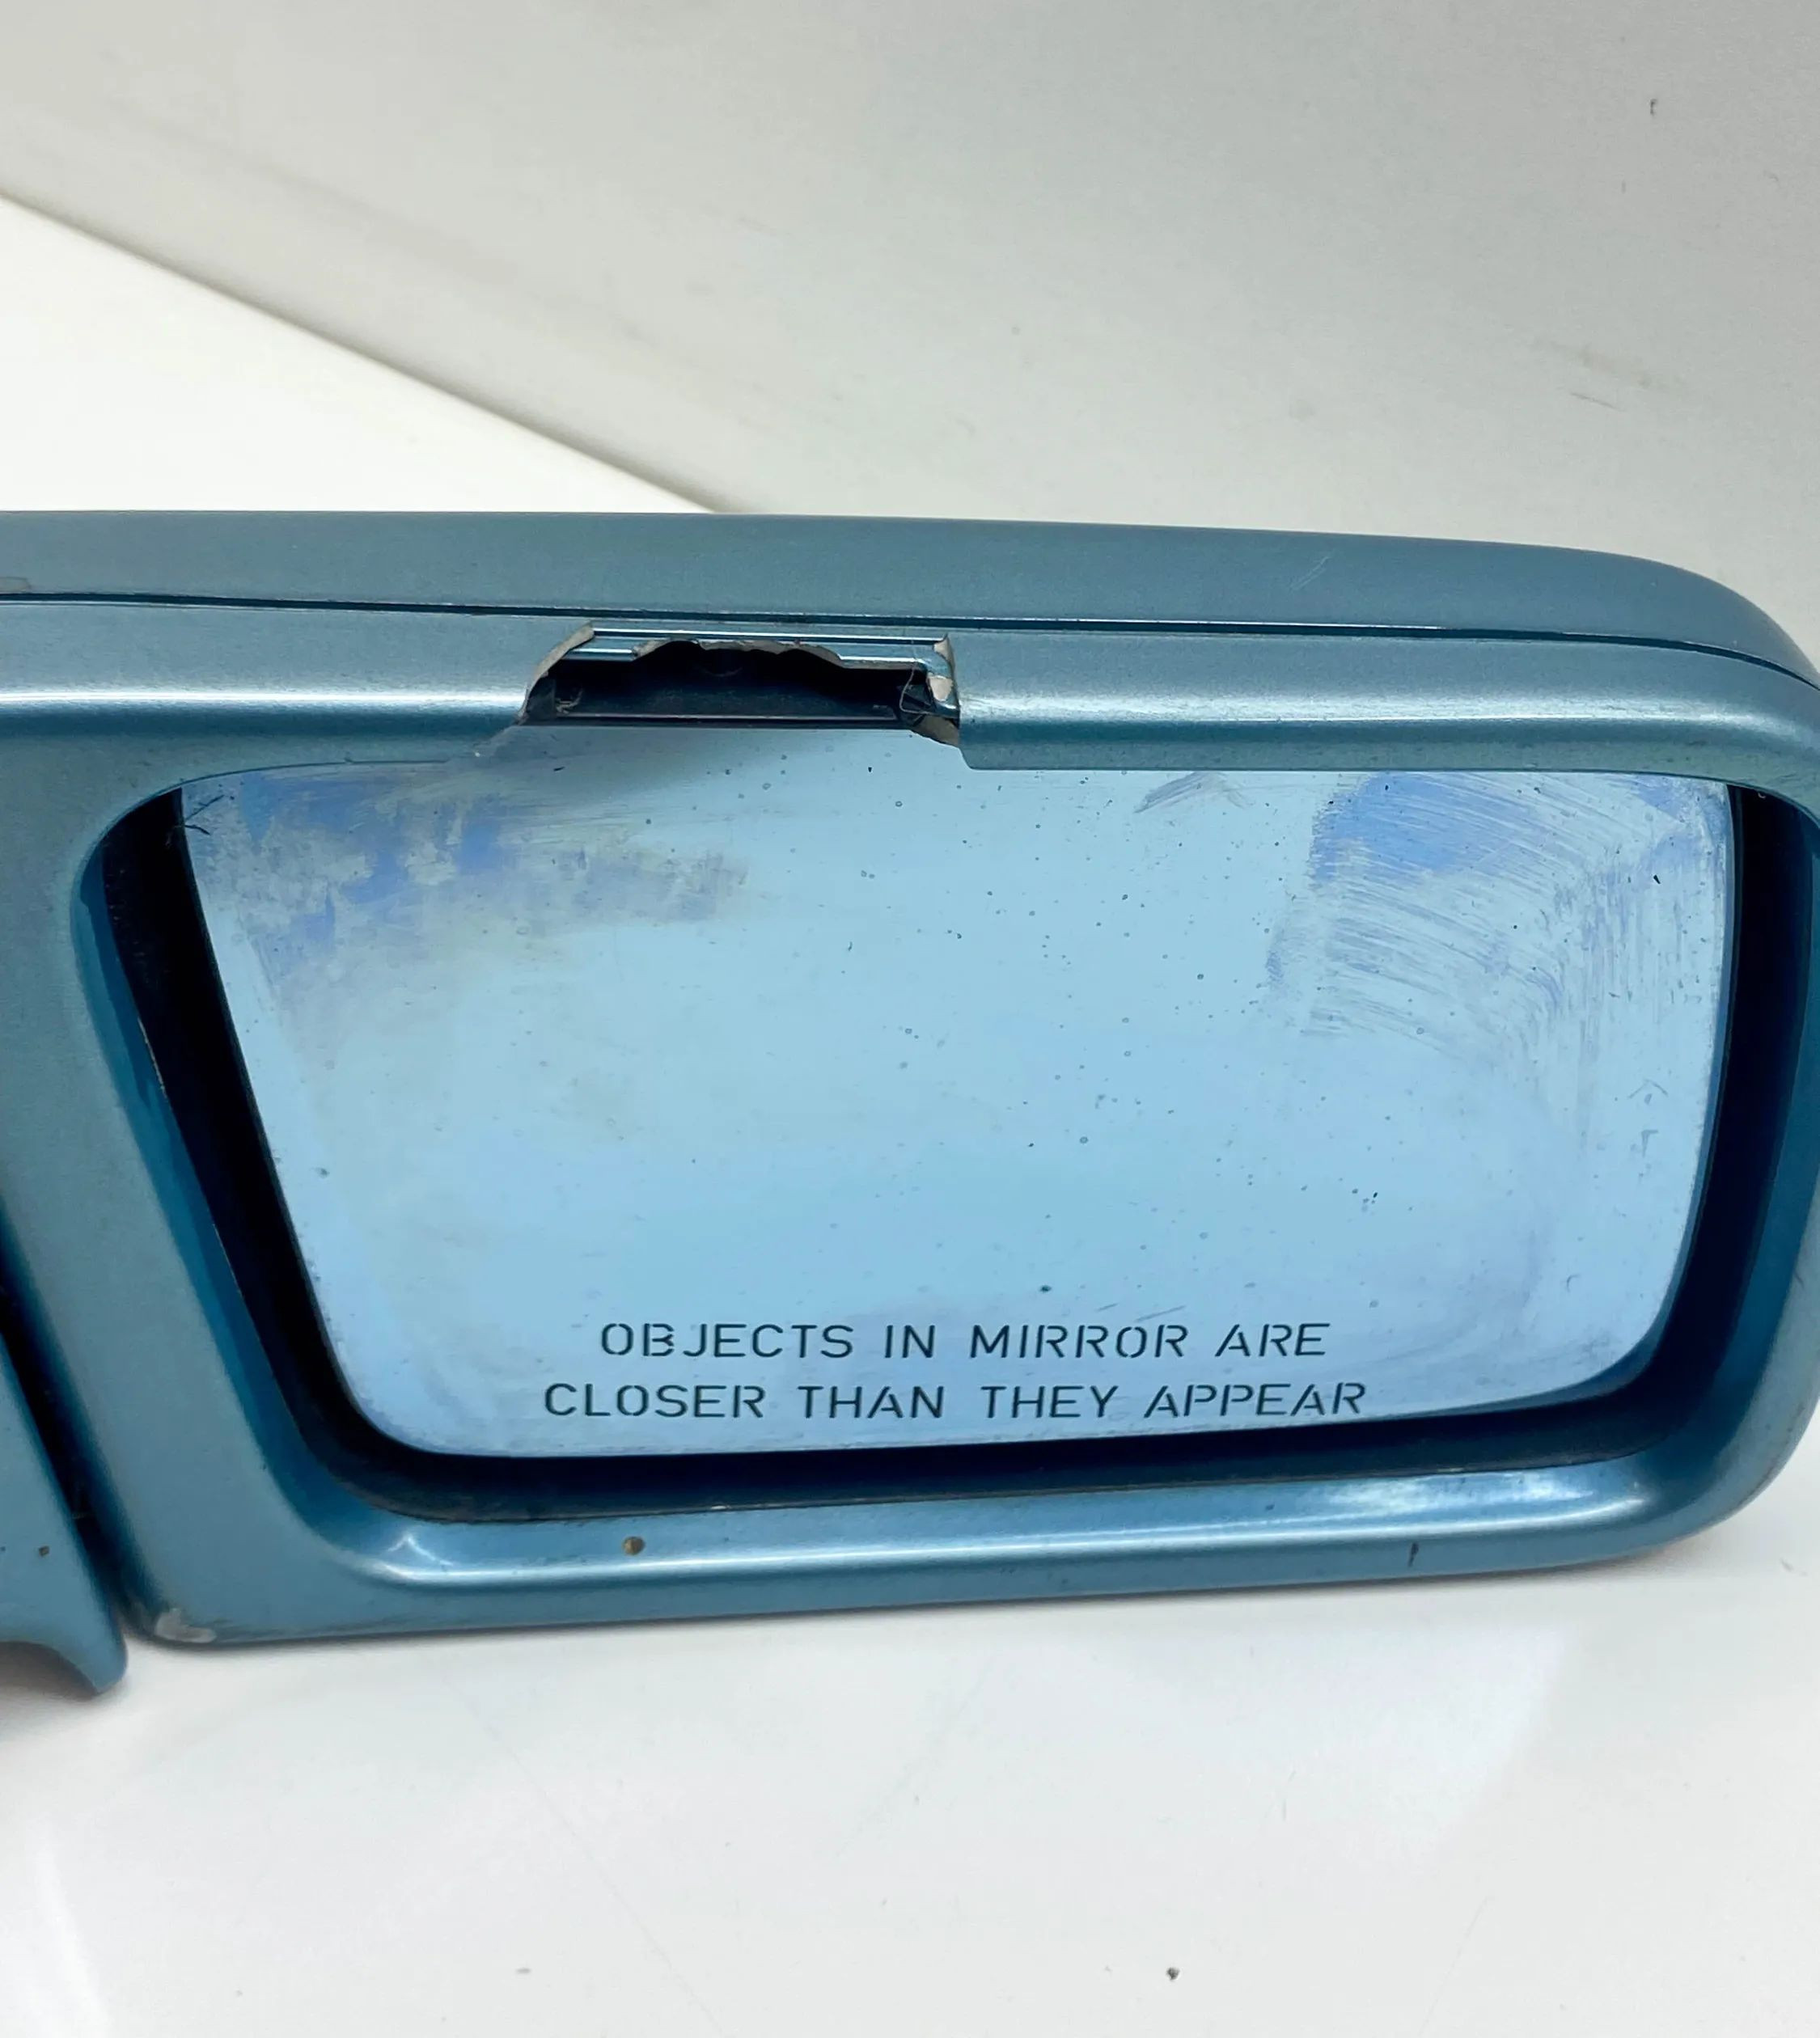 OBJECTS IN MIRROR ARE
CLOSER THAN THEY APPEAR